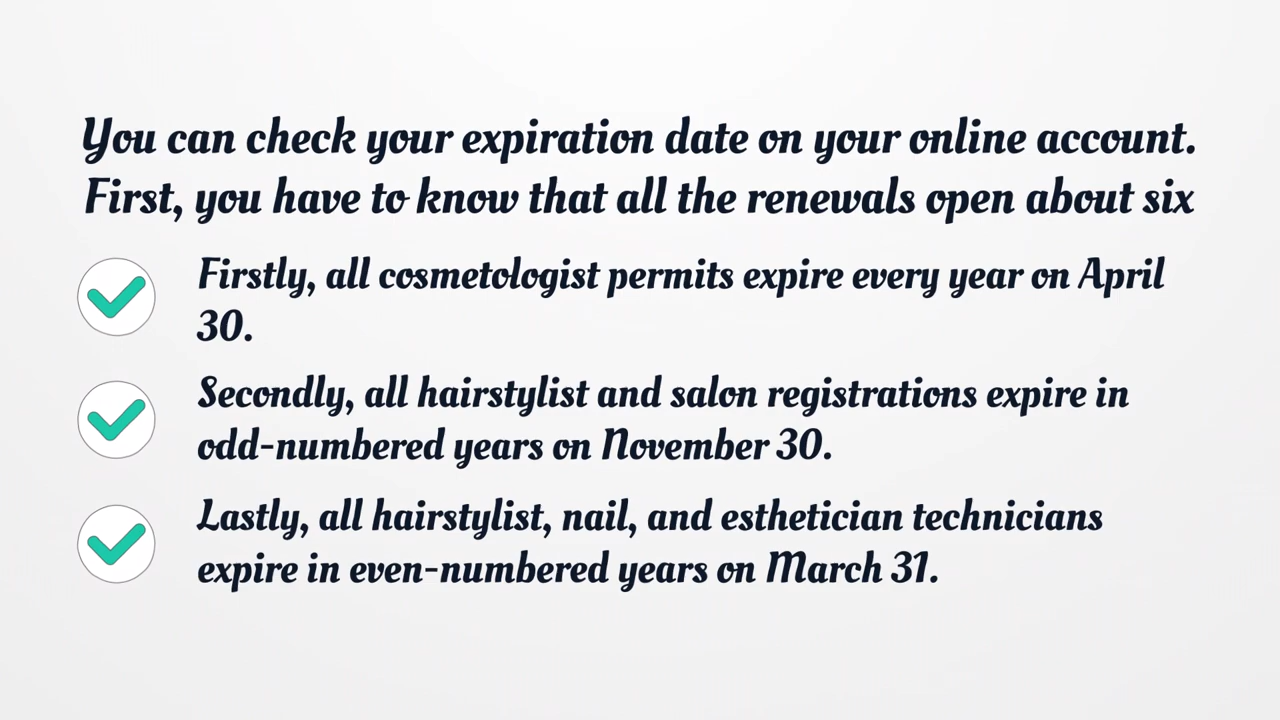 You can check your expiration date on your online account.
First, you have to know that all the renewals open about six
Firstly, all cosmetologist permits expire every year on April
30.
Secondly, all hairstylist and salon registrations expire in
odd-numbered years on November 30.
Lastly, all hairstylist, nail, and esthetician technicians
expire in even-numbered years on March 31.